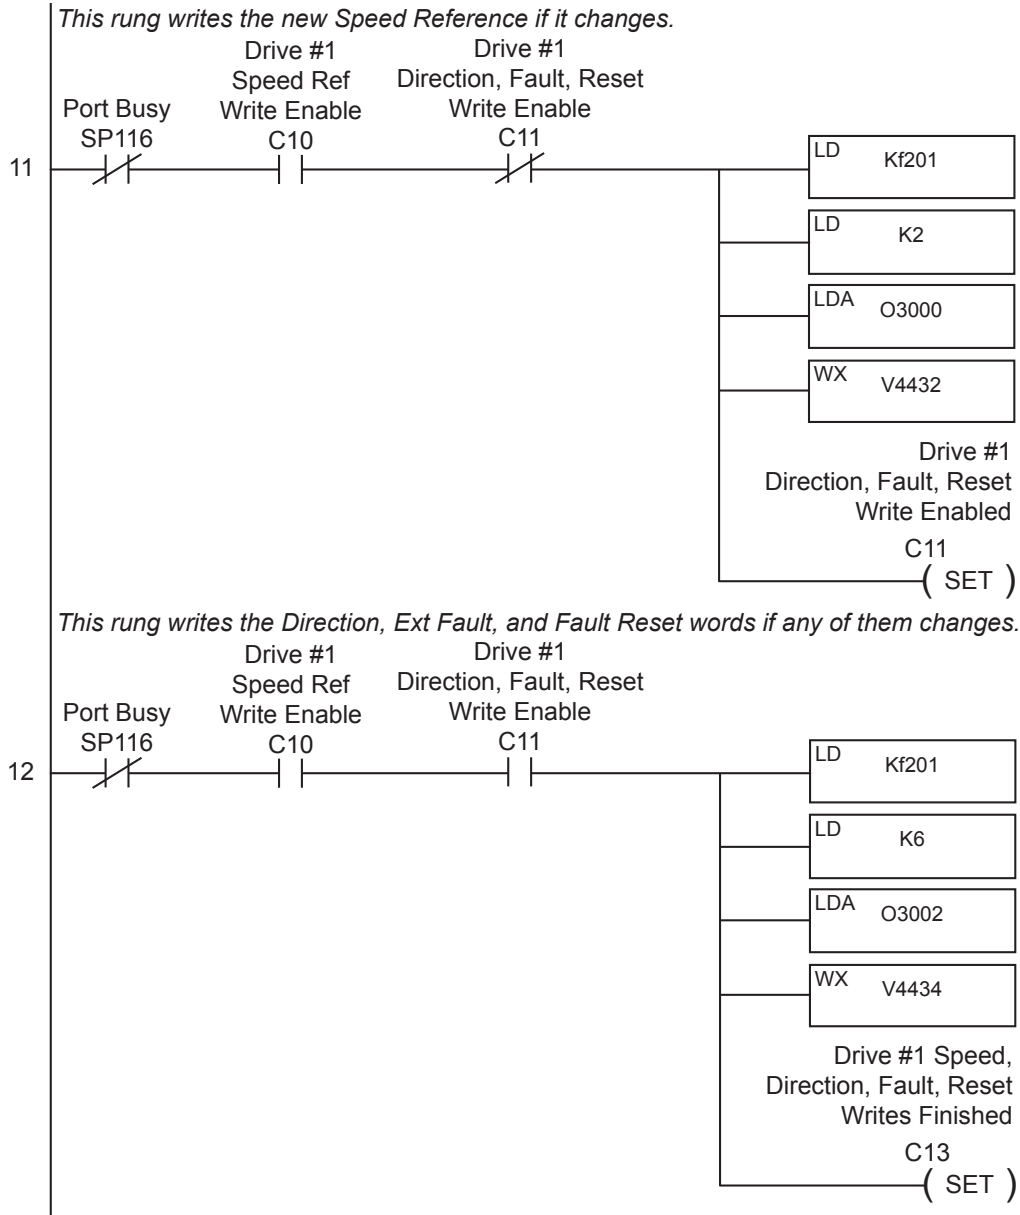 This rung writes the new Speed Reference if it changes.
Drive #1
Speed Ref
Write Enable
C10
Drive #1
Direction, Fault, Reset
Write Enable
C11
Port Busy
SP116
11
LD Kf201
LD K2
LDA O3000
WX V4432
Drive #1
Direction, Fault, Reset
Write Enabled
C11
( SET )
This rung writes the Direction, Ext Fault, and Fault Reset words if any of them changes.
Drive #1
Speed Ref
Write Enable
C10
Drive #1
Direction, Fault, Reset
Write Enable
C11
Port Busy
SP116
12
LD Kf201
LD K6
LDA O3002
WX V4434
Drive #1 Speed,
Direction, Fault, Reset
Writes Finished
C13
( SET )